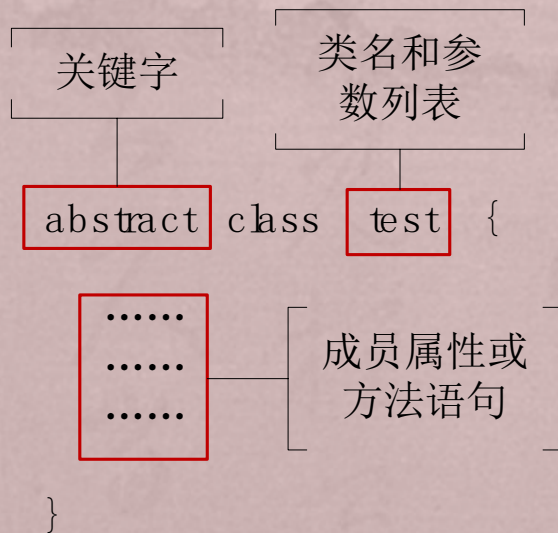 关键字
类名和参
数列表
abstract class test {
……
……
……
成员属性或
方法语句
}